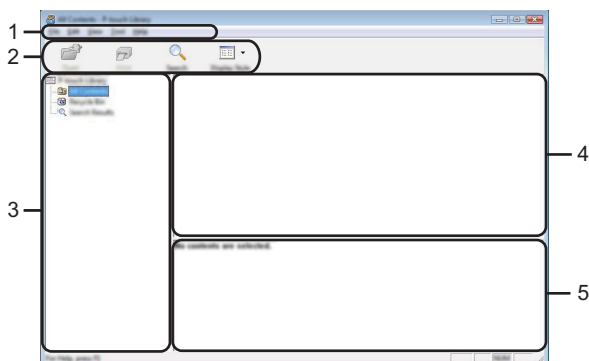 All Contents - P-touch Library
1
File Edit View Tool Help
2
Open Print Search Display Style
3
P-touch Library
All Contents
Recycle Bin
Search Results
4
No contents are selected.
5
For Help, press F1
NUM